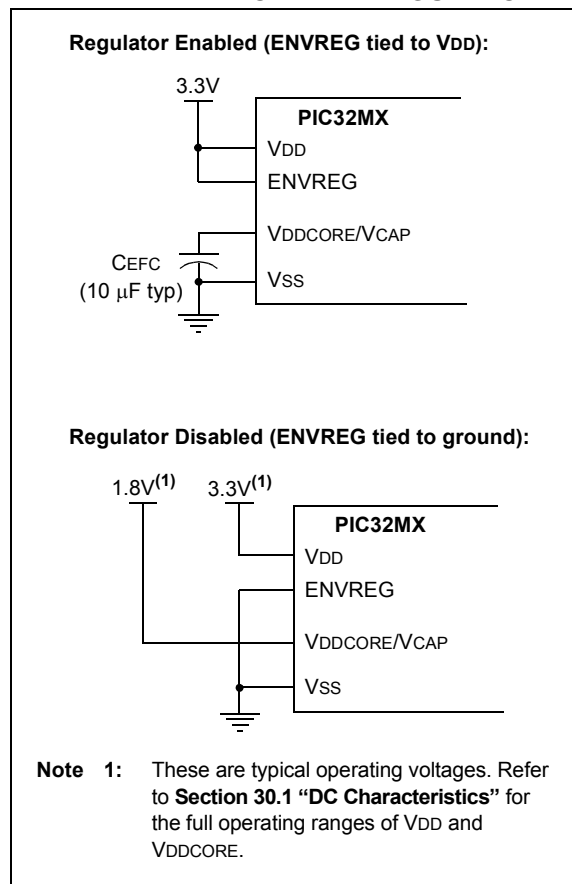 Regulator Enabled (ENVREG tied to VDD):
3.3V
PIC32MX
VDD
ENVREG
VDDCORE/VCAP
CEFC
(10 μF typ)
VSS
Regulator Disabled (ENVREG tied to ground):
1.8V(1) 3.3V(1)
PIC32MX
VDD
ENVREG
VDDCORE/VCAP
VSS
Note 1: These are typical operating voltages. Refer
to Section 30.1 “DC Characteristics” for
the full operating ranges of VDD and
VDDCORE.